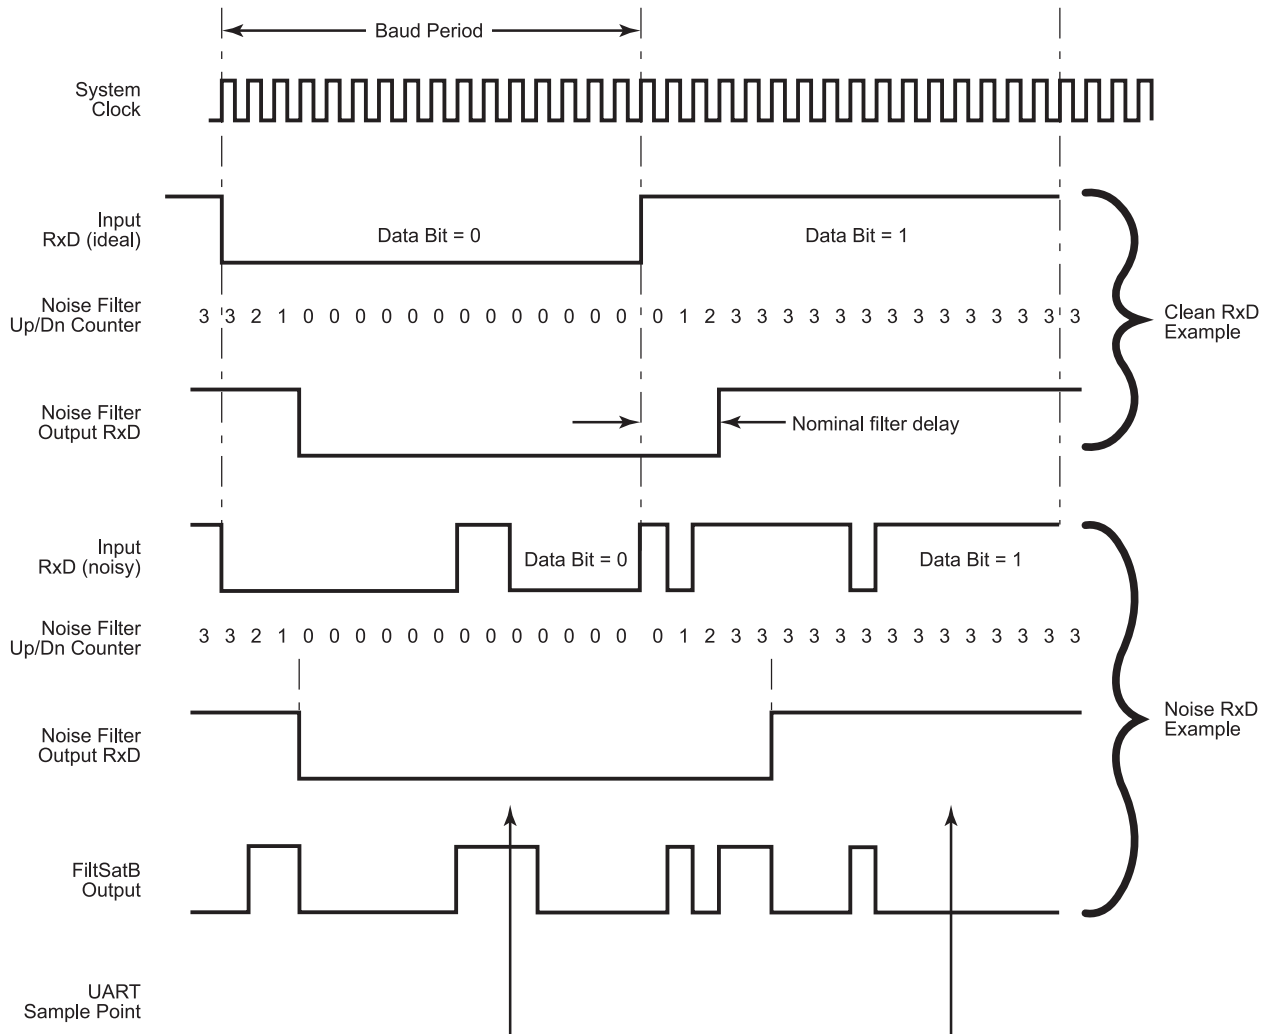 Baud Period
System
Clock
Input
RxD (ideal)
Data Bit = 0
Data Bit = 1
Noise Filter
Up/Dn Counter
3 3 2 1 0 0 0 0 0 0 0 0 0 0 0 0 0 0 1 2 3 3 3 3 3 3 3 3 3 3 3 3 3 3
Clean RxD
Example
Noise Filter
Output RxD
Nominal filter delay
Input
RxD (noisy)
Data Bit = 0
Data Bit = 1
Noise Filter
Up/Dn Counter
3 3 2 1 0 0 0 0 0 0 0 0 0 0 0 0 0 0 1 2 3 3 3 3 3 3 3 3 3 3 3 3 3 3
Noise Filter
Output RxD
Noise RxD
Example
FiltSatB
Output
UART
Sample Point